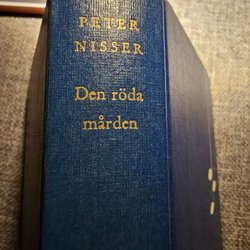 PETER
NISSER
Den röda
mården